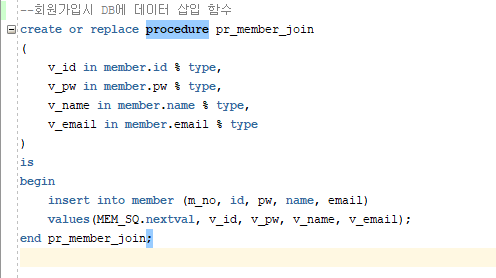 --회원가입시 DB에 데이터 삽입 함수
create or replace procedure pr_member_join
(
v_id in member.id % type,
v_pw in member.pw % type,
v_name in member.name % type,
v_email in member.email % type
)
is
begin
insert into member (m_no, id, pw, name, email)
values(MEM_SQ.nextval, v_id, v_pw, v_name, v_email);
end pr_member_join;